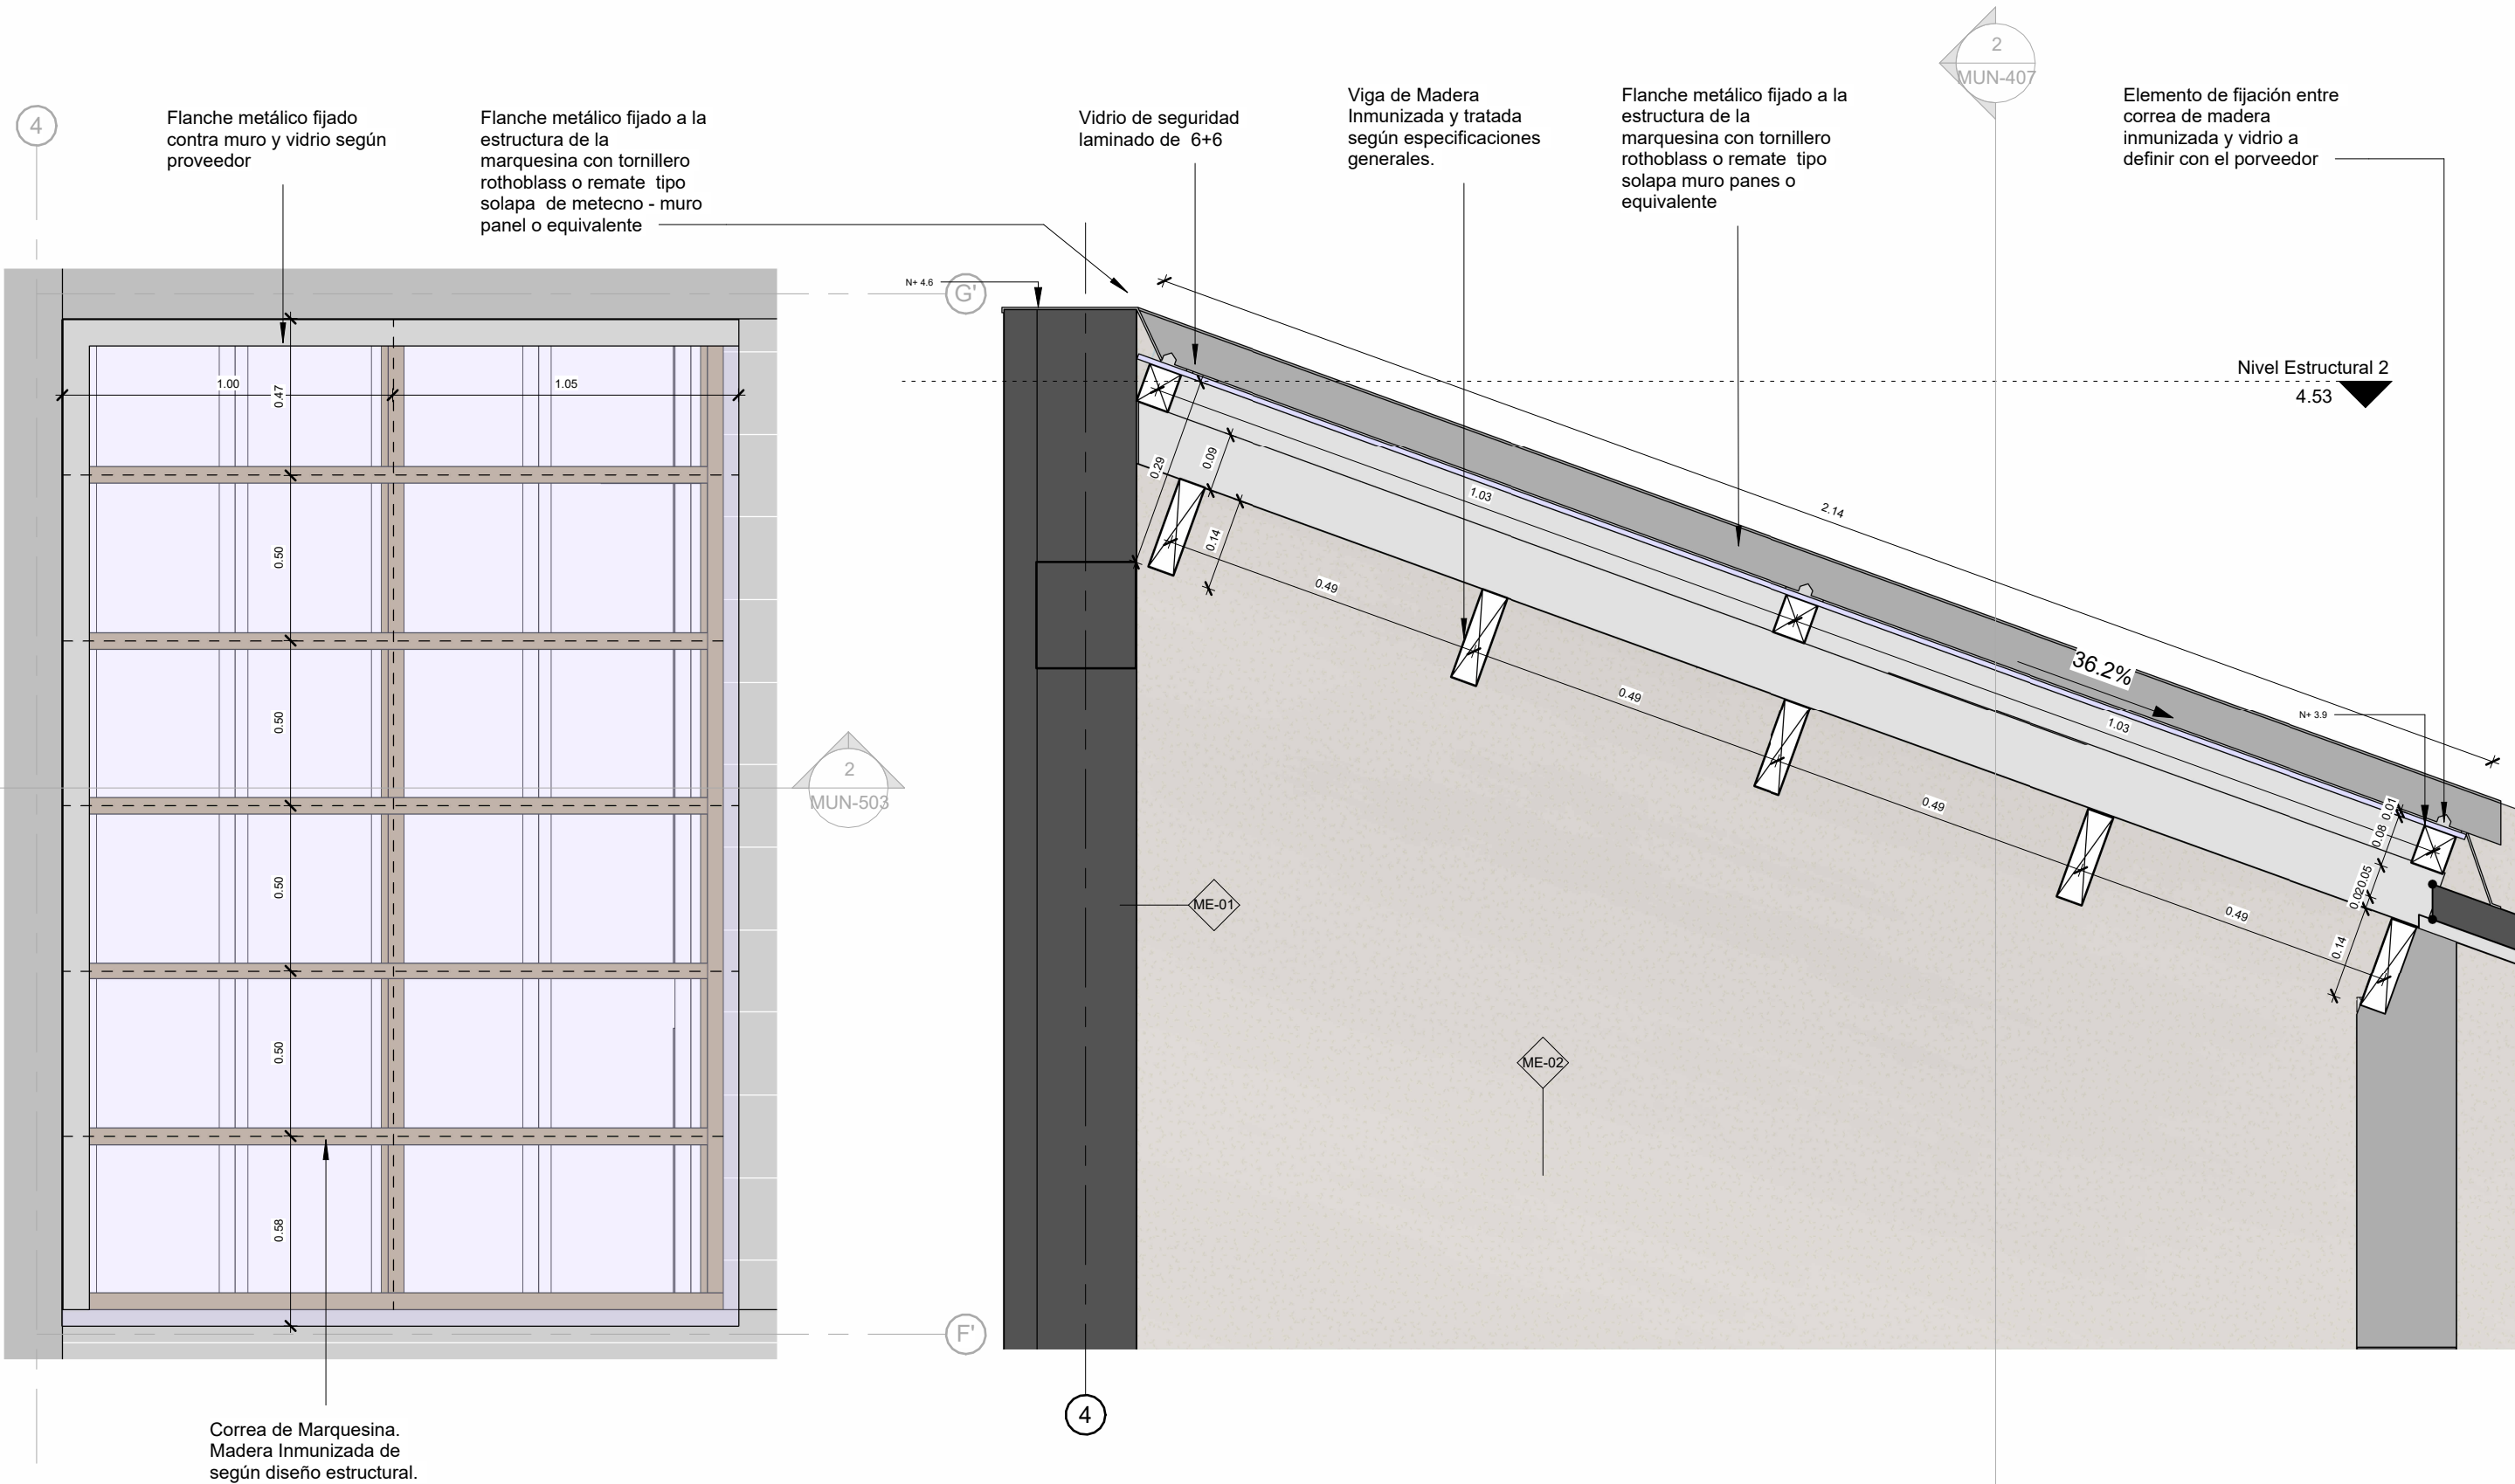 4
Flanche metálico fijado
contra muro y vidrio según
proveedor
Flanche metálico fijado a la
estructura de la
marquesina con tornillero
rothoblass o remate tipo
solapa de metecno - muro
panel o equivalente
Vidrio de seguridad
laminado de 6+6
Viga de Madera
Inmunizada y tratada
según especificaciones
generales.
Flanche metálico fijado a la
estructura de la
marquesina con tornillero
rothoblass o remate tipo
solapa muro panes o
equivalente
2
MUN-407
Elemento de fijación entre
correa de madera
inmunizada y vidrio a
definir con el porveedor
N+ 4.6
G'
Nivel Estructural 2
4.53
1.00
1.05
0.47
0.50
0.50
0.50
0.50
0.58
2
MUN-503
F'
0.29
0.09
0.14
1.03
2.14
0.49
0.49
0.49
0.49
36.2%
1.03
N+ 3.9
0.01
0.08
0.05
0.02
0.14
ME-01
ME-02
4
Correa de Marquesina.
Madera Inmunizada de
según diseño estructural.